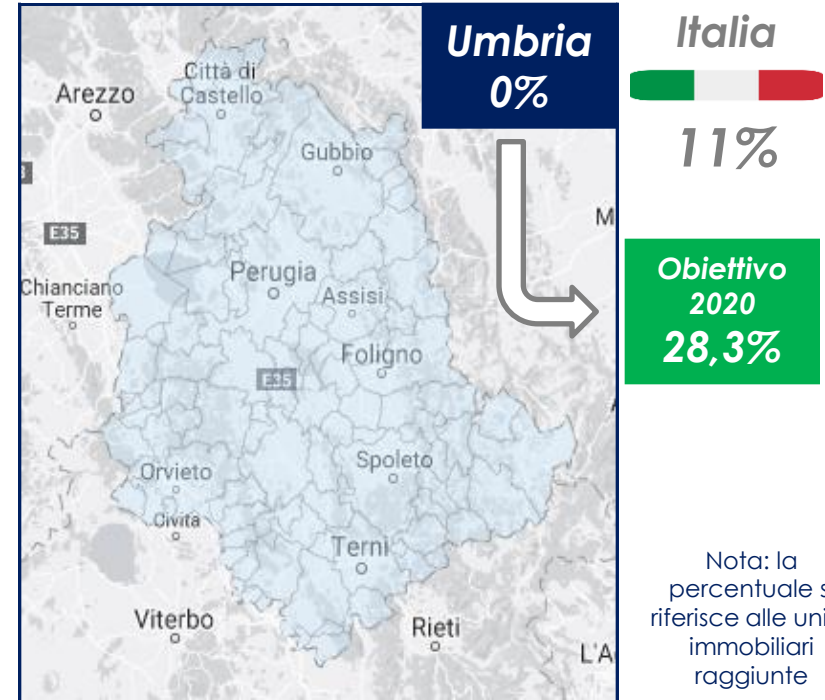 Umbria
0%
Italia
11%
Obiettivo
2020
28,3%
Città di
Castello
Arezzo
Gubbio
M
E35
Perugia
Chianciano
Terme
Assisi
Foligno
E35
Orvieto
Spoleto
Civita
Terni
Viterbo
Rieti
L'A
Nota: la
percentuale s
riferisce alle un
immobiliari
raggiunte